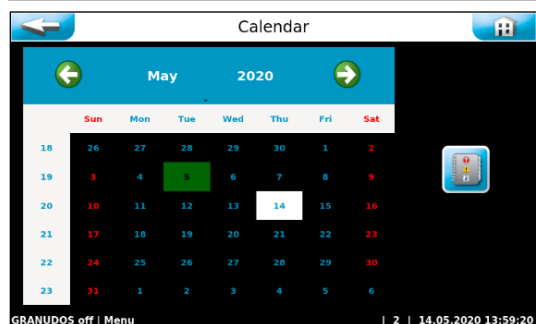 Calendar
May 2020
Sun Mon Tue Wed Thu Fri Sat
18 26 27 28 29 30 1 2
19 3 4 5 6 7 8 9
20 10 11 12 13 14 15 16
21 17 18 19 20 21 22 23
22 24 25 26 27 28 29 30
23 31 1 2 3 4 5 6
GRANUDOS off | Menu | 2 | 14.05.2020 13:59:20